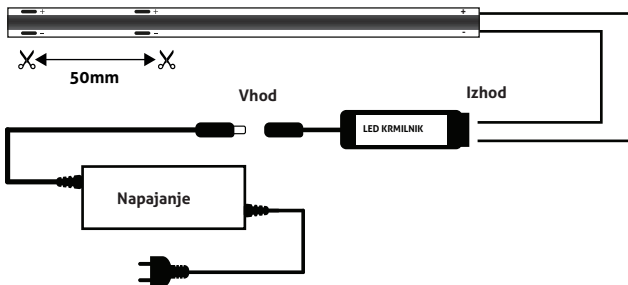 + + +
- - -
50mm
Vhod
Izhod
LED KRMILNIK
Napajanje